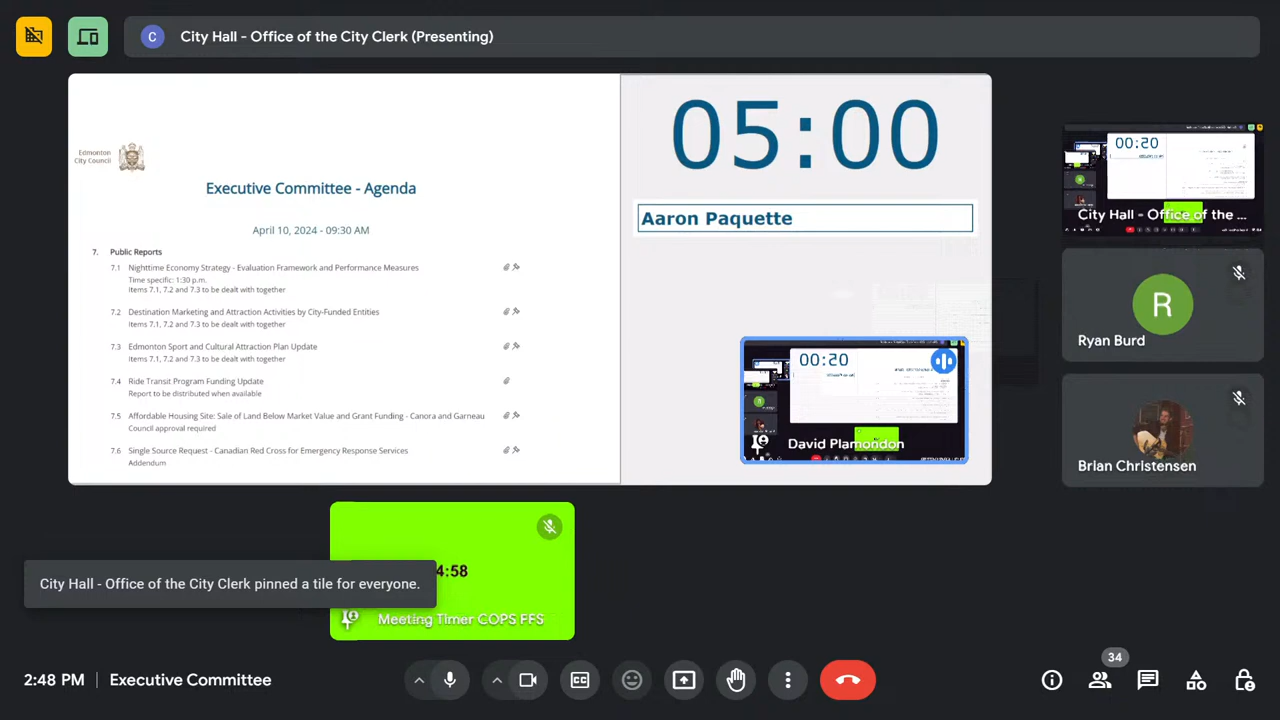 City Hall - Office of the City Clerk (Presenting)
C
Edmonton
City Council
Executive Committee - Agenda
April 10, 2024 - 09:30 AM
7. Public Reports
7.1 Nighttime Economy Strategy - Evaluation Framework and Performance Measures
Time specific: 1:30 p.m.
Items 7.1, 7.2 and 7.3 to be dealt with together
7.2 Destination Marketing and Attraction Activities by City-Funded Entities
Items 7.1, 7.2 and 7.3 to be dealt with together
7.3 Edmonton Sport and Cultural Attraction Plan Update
Items 7.1, 7.2 and 7.3 to be dealt with together
7.4 Ride Transit Program Funding Update
Report to be distributed when available
7.5 Affordable Housing Site: Sale of Land Below Market Value and Grant Funding - Canora and Garneau
Council approval required
7.6 Single Source Request - Canadian Red Cross for Emergency Response Services
Addendum
05:00
Aaron Paquette
05:00
David Plamondon
05:00
City Hall - Office of the ...
R
Ryan Burd
Brian Christensen
4:58
Meeting Timer COPS FFS
City Hall - Office of the City Clerk pinned a tile for everyone.
2:48 PM | Executive Committee
34